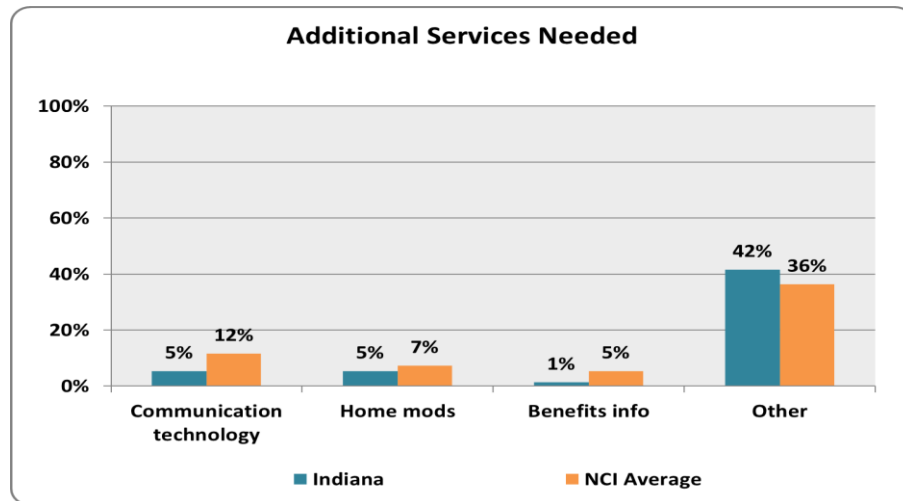 Additional Services Needed
100%
80%
60%
40%
20%
0%
5%
12%
5%
7%
1%
5%
42%
36%
Communication
technology
Home mods
Benefits info
Other
Indiana
NCI Average